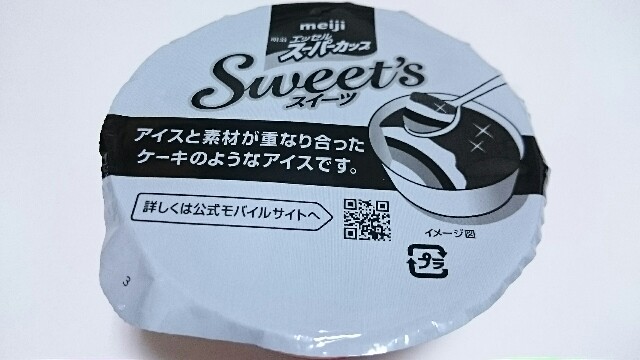 meiji
明治 エッセル
スーパーカップ
Sweet's
スイーツ
アイスと素材が重なり合った
ケーキのようなアイスです。
詳しくは公式モバイルサイトへ
イメージ図
プラ
3